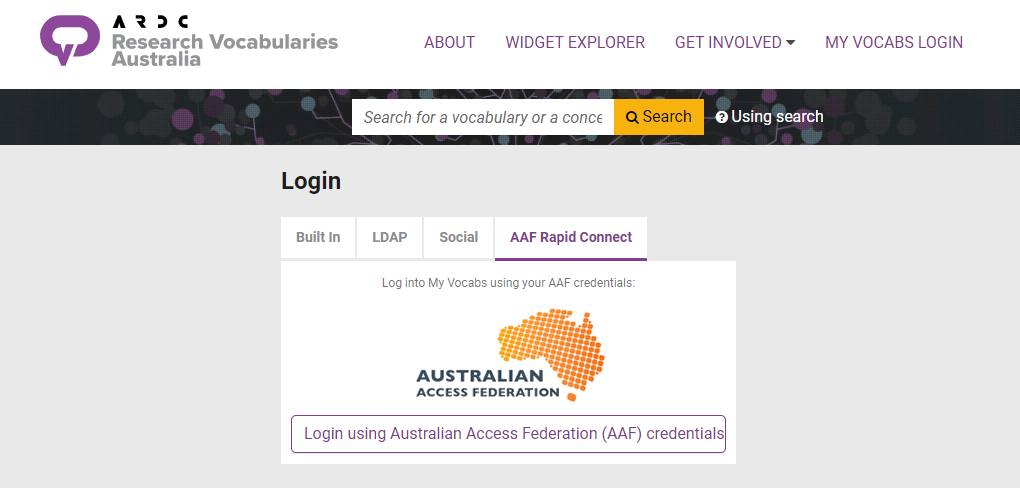 ARDC
Research Vocabularies
Australia
ABOUT
WIDGET EXPLORER
GET INVOLVED
MY VOCABS LOGIN
Search for a vocabulary or a conce
Search
Using search
Login
Built In
LDAP
Social
AAF Rapid Connect
Log into My Vocabs using your AAF credentials:
AUSTRALIAN
ACCESS FEDERATION
Login using Australian Access Federation (AAF) credentials